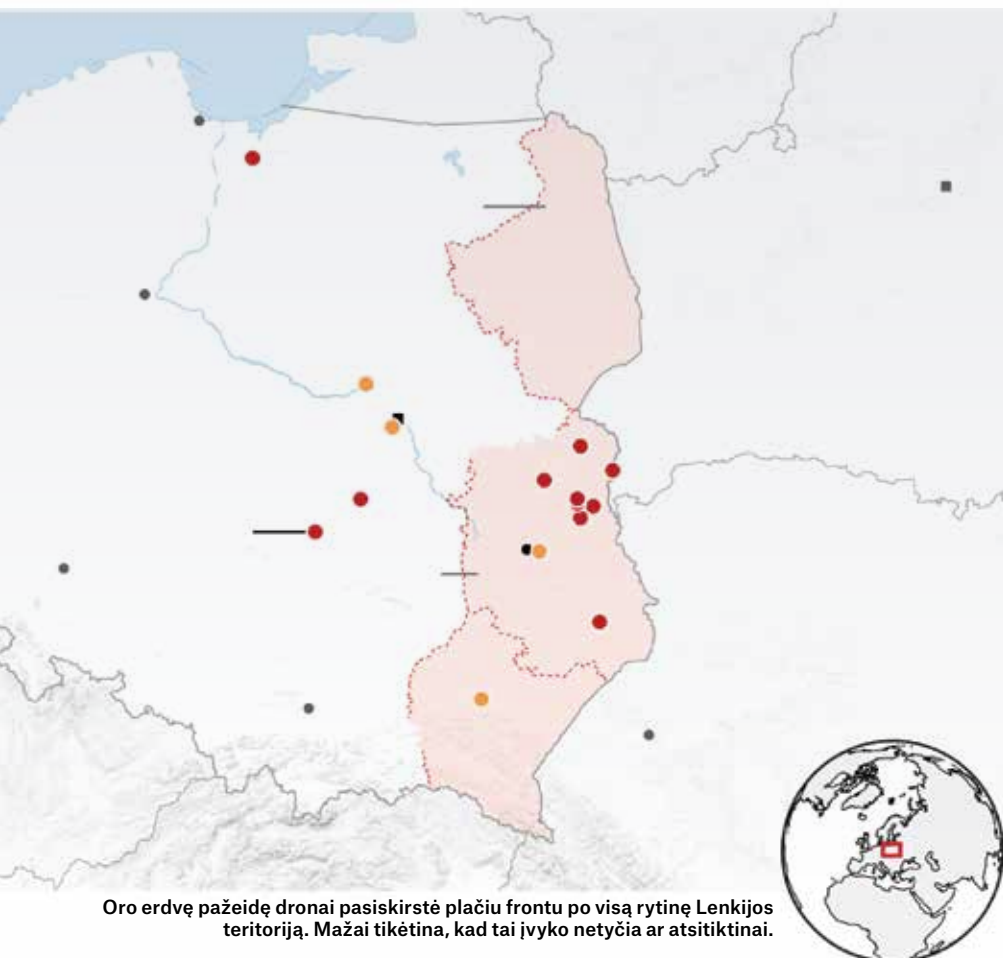 Oro erdvę pažeidę dronai pasiskirstė plačiu frontu po visą rytinę Lenkijos
teritoriją. Mažai tikėtina, kad tai įvyko netyčia ar atsitiktinai.